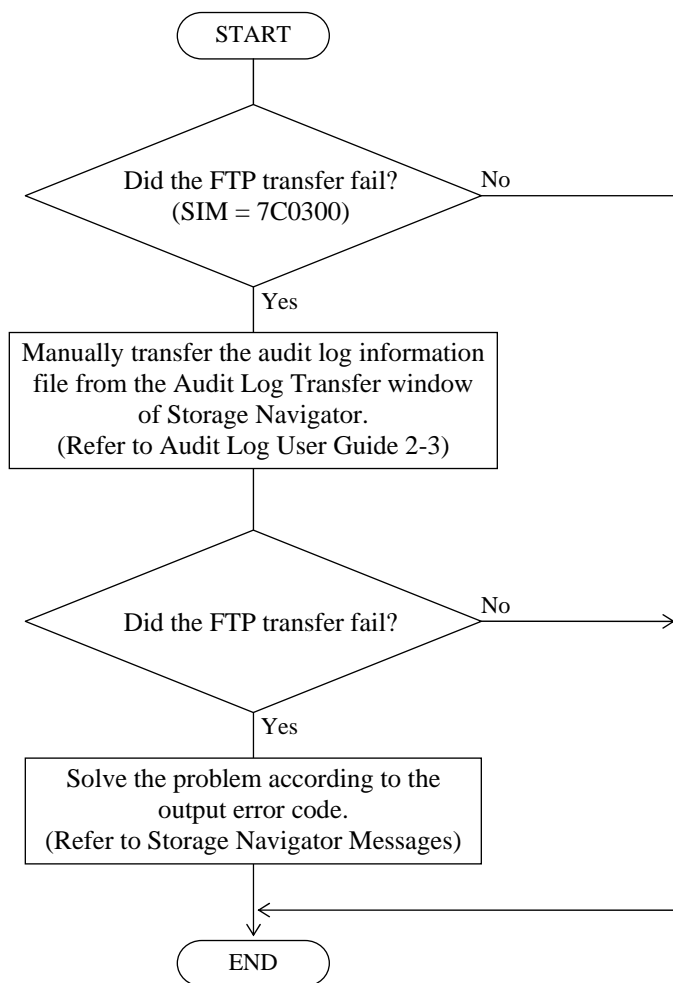 START
Did the FTP transfer fail?
(SIM = 7C0300)
No
Yes
Manually transfer the audit log information
file from the Audit Log Transfer window
of Storage Navigator.
(Refer to Audit Log User Guide 2-3)
Did the FTP transfer fail?
No
Yes
Solve the problem according to the
output error code.
(Refer to Storage Navigator Messages)
END